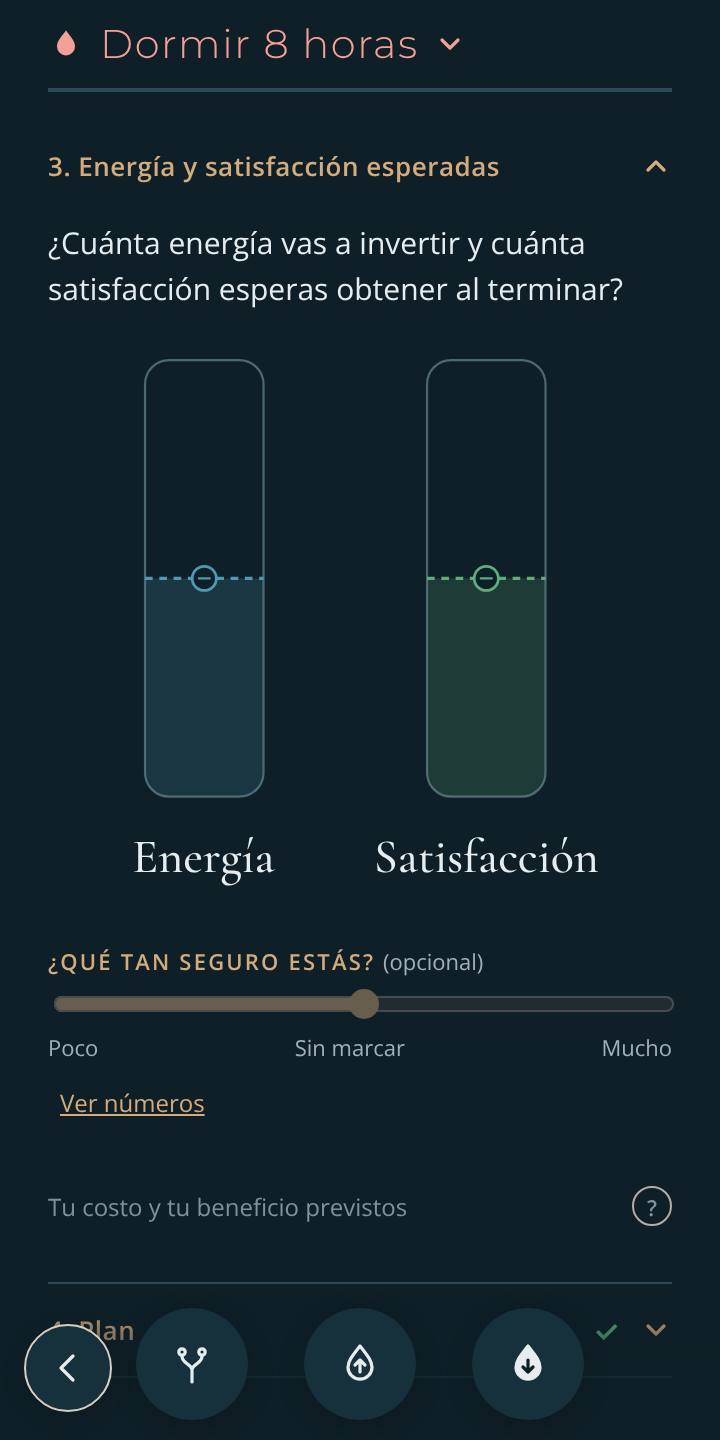 Dormir 8 horas
3. Energía y satisfacción esperadas
¿Cuánta energía vas a invertir y cuánta
satisfacción esperas obtener al terminar?
Energía
Satisfacción
¿QUÉ TAN SEGURO ESTÁS? (opcional)
Poco
Sin marcar
Mucho
Ver números
Tu costo y tu beneficio previstos
?
Plan